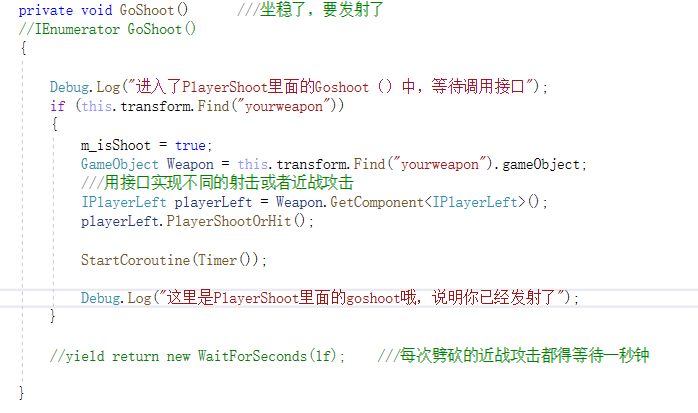 private void GoShoot()      ///坐稳了，要发射了
//IEnumerator GoShoot()
{
Debug.Log("进入了PlayerShoot里面的Goshoot（）中，等待调用接口");
if (this.transform.Find("yourweapon"))
{
m_isShoot = true;
GameObject Weapon = this.transform.Find("yourweapon").gameObject;
///用接口实现不同的射击或者近战攻击
IPlayerLeft playerLeft = Weapon.GetComponent<IPlayerLeft>();
playerLeft.PlayerShootOrHit();
StartCoroutine(Timer());
Debug.Log("这里是PlayerShoot里面的goshoot哦，说明你已经发射了");
}
//yield return new WaitForSeconds(1f);    ///每次劈砍的近战攻击都得等待一秒钟
}